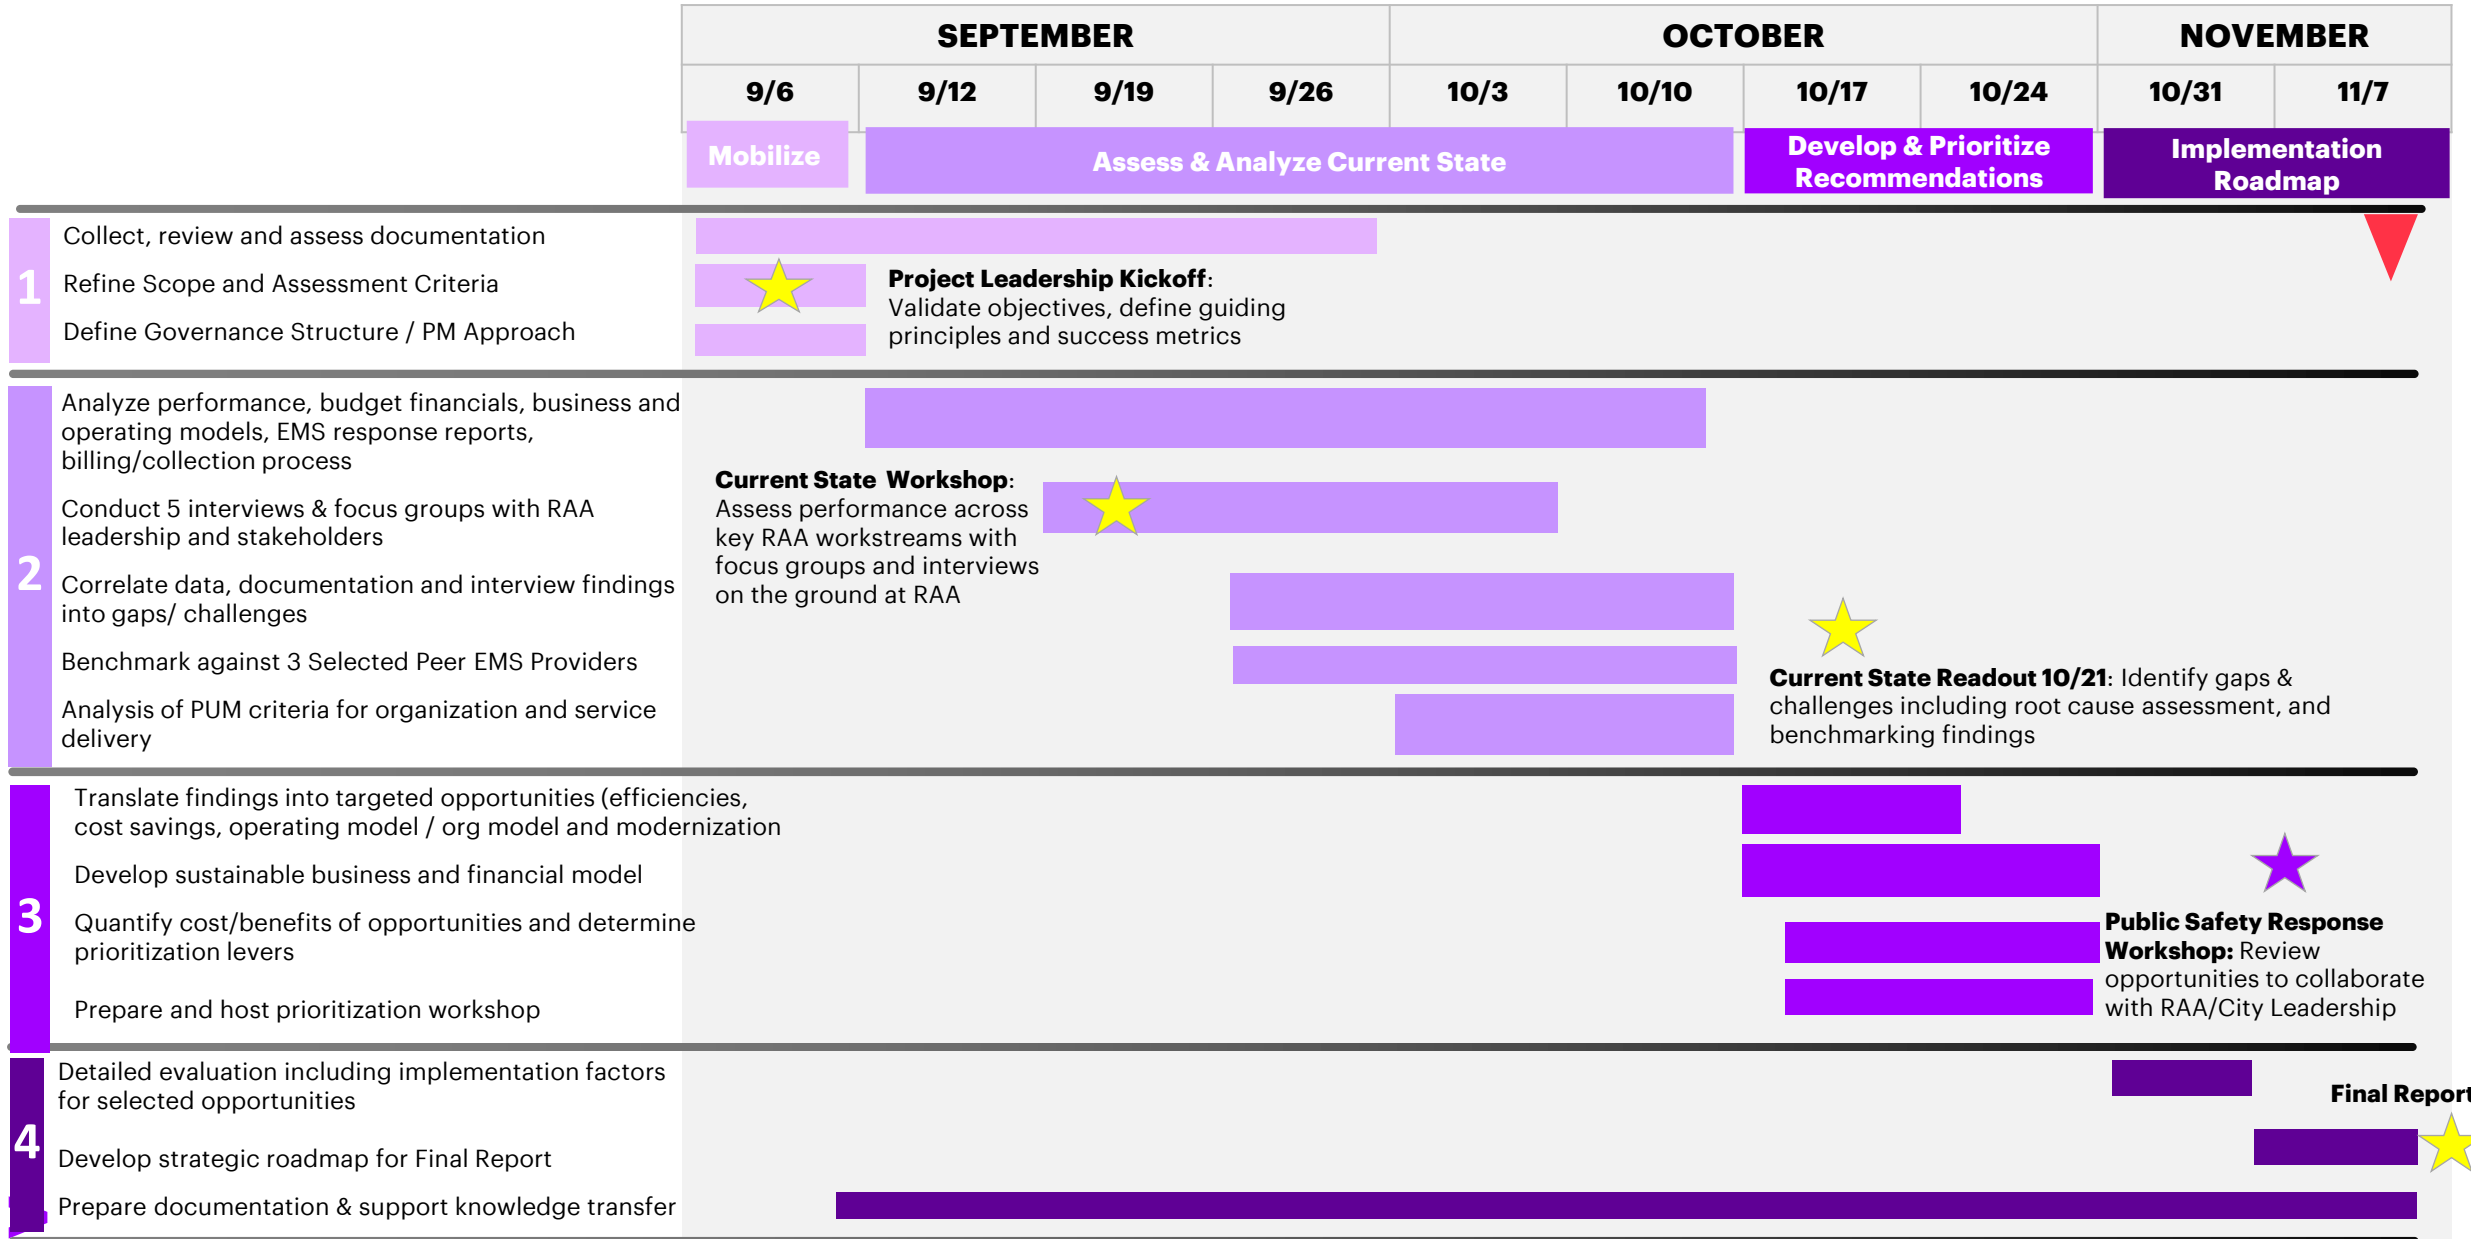 SEPTEMBER OCTOBER NOVEMBER
9/6 9/12 9/19 9/26 10/3 10/10 10/17 10/24 10/31 11/7
Mobilize
Assess & Analyze Current State
Develop & Prioritize
Recommendations
Implementation
Roadmap
1
Collect, review and assess documentation
Refine Scope and Assessment Criteria
Define Governance Structure / PM Approach
Project Leadership Kickoff:
Validate objectives, define guiding
principles and success metrics
2
Analyze performance, budget financials, business and
operating models, EMS response reports,
billing/collection process
Conduct 5 interviews & focus groups with RAA
leadership and stakeholders
Correlate data, documentation and interview findings
into gaps/ challenges
Benchmark against 3 Selected Peer EMS Providers
Analysis of PUM criteria for organization and service
delivery
Current State Workshop:
Assess performance across
key RAA workstreams with
focus groups and interviews
on the ground at RAA
Current State Readout 10/21: Identify gaps &
challenges including root cause assessment, and
benchmarking findings
3
Translate findings into targeted opportunities (efficiencies,
cost savings, operating model / org model and modernization
Develop sustainable business and financial model
Quantify cost/benefits of opportunities and determine
prioritization levers
Prepare and host prioritization workshop
Public Safety Response
Workshop: Review
opportunities to collaborate
with RAA/City Leadership
4
Detailed evaluation including implementation factors
for selected opportunities
Develop strategic roadmap for Final Report
Prepare documentation & support knowledge transfer
Final Report